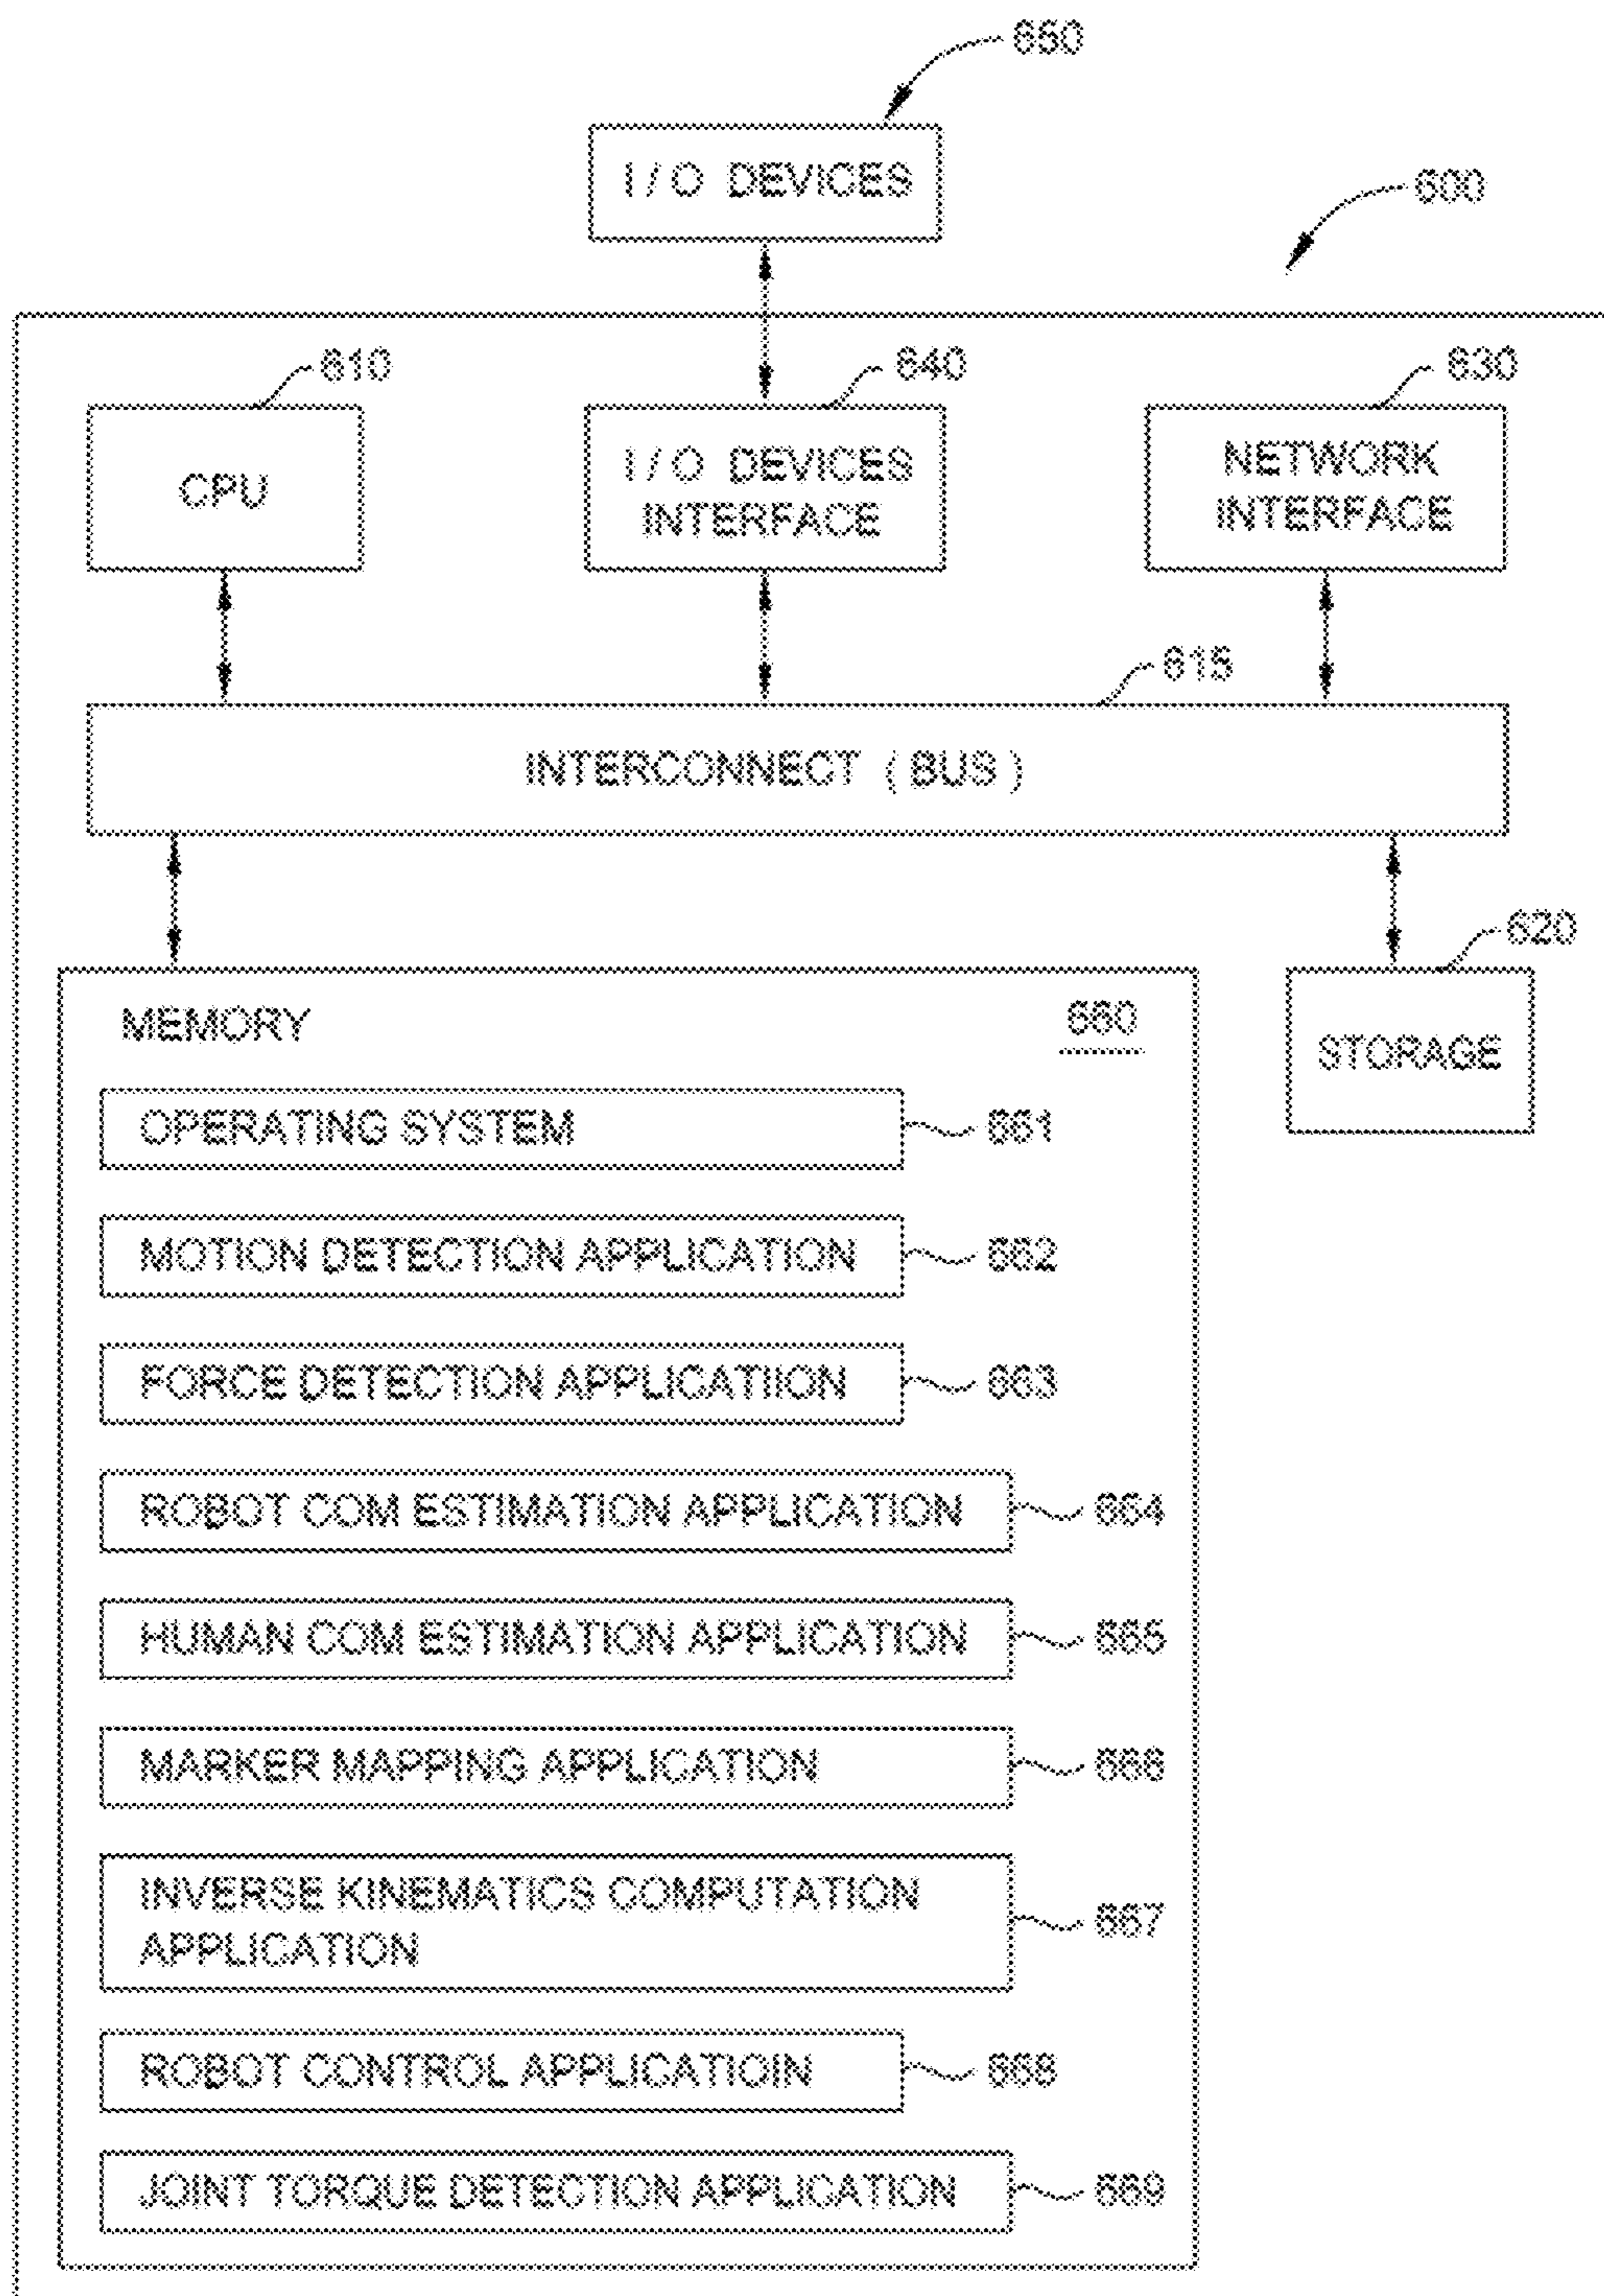 650
I / O DEVICES
600
610
640
630
CPU
I / O DEVICES
INTERFACE
NETWORK
INTERFACE
615
INTERCONNECT ( BUS )
620
MEMORY
660
STORAGE
OPERATING SYSTEM
661
MOTION DETECTION APPLICATION
662
FORCE DETECTION APPLICATIION
663
ROBOT COM ESTIMATION APPLICATION
664
HUMAN COM ESTIMATION APPLICATION
665
MARKER MAPPING APPLICATION
666
INVERSE KINEMATICS COMPUTATION
APPLICATION
667
ROBOT CONTROL APPLICATIOIN
668
JOINT TORQUE DETECTION APPLICATION
669